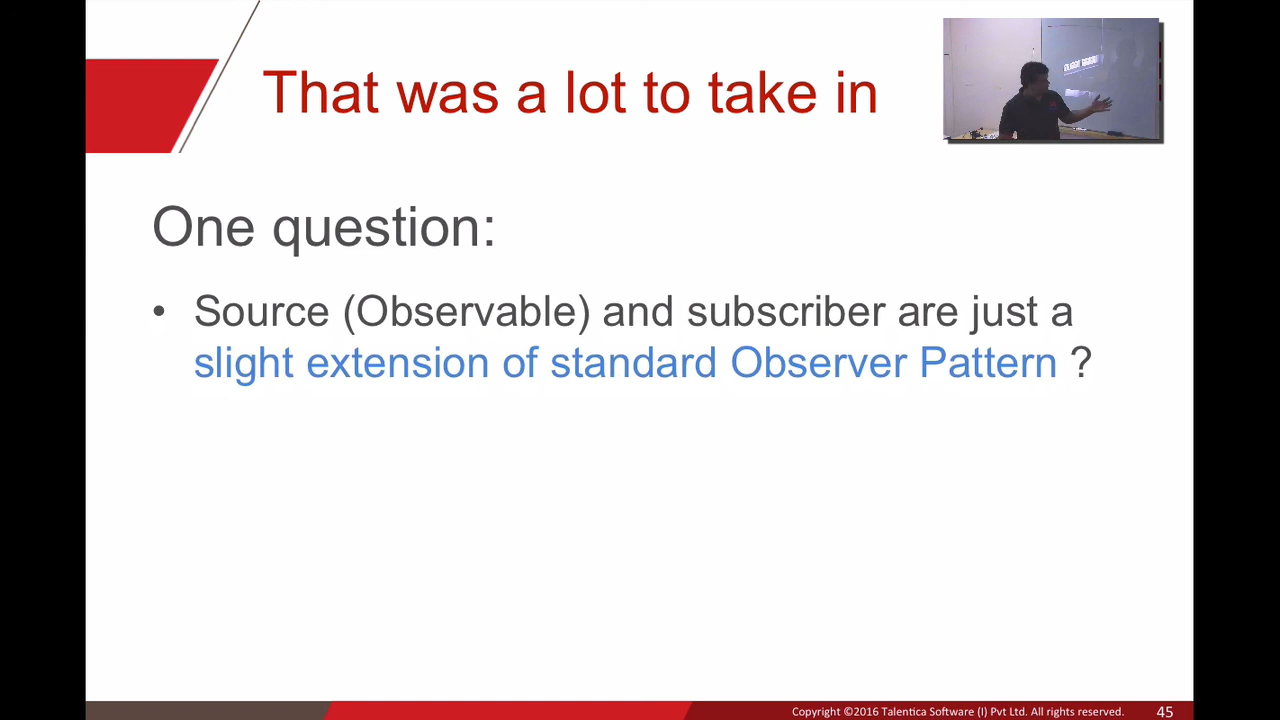 That was a lot to take in
One question:
• Source (Observable) and subscriber are just a
slight extension of standard Observer Pattern ?
Copyright ©2016 Talentica Software (I) Pvt Ltd. All rights reserved.
45